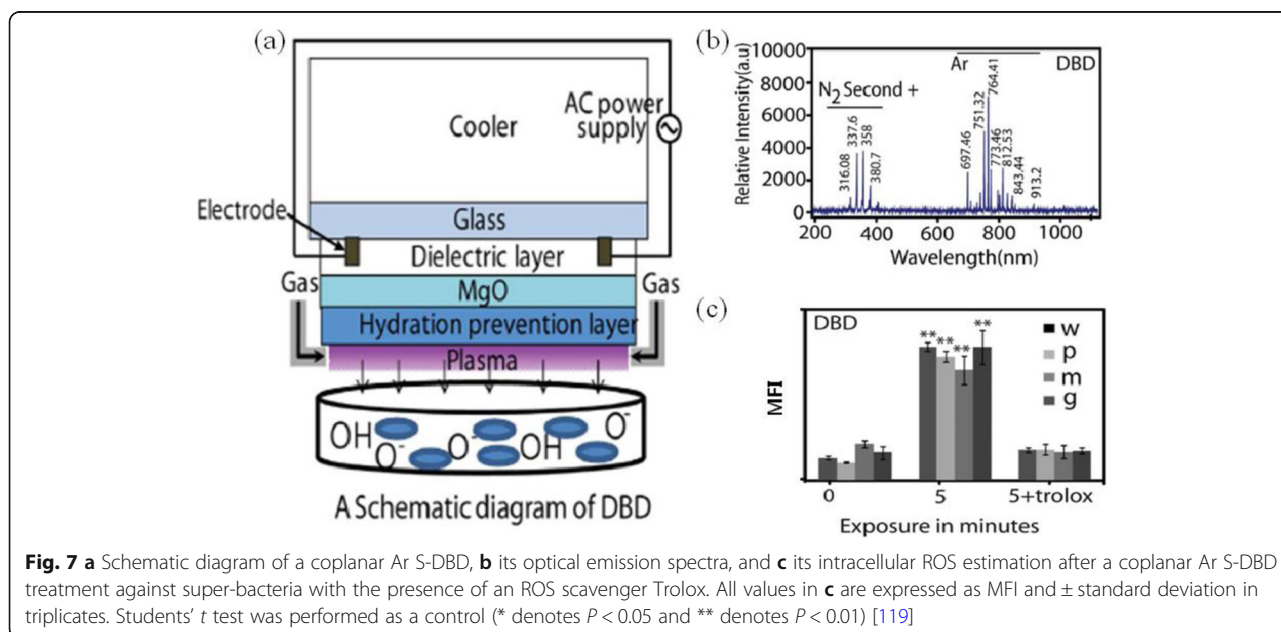 (a)
Cooler
AC power
supply
Electrode
Glass
Dielectric layer
Gas
MgO
Gas
Hydration prevention layer
Plasma
OH O⁻ O⁻ OH O⁻
A Schematic diagram of DBD
(b)
Relative Intensity(a.u)
10000
8000
6000
4000
2000
0
N₂ Second +
316.08
337.6
358
380.7
Ar
DBD
697.46
751.32
764.41
773.46
812.53
843.44
913.2
200 400 600 800 1000
Wavelength(nm)
(c)
DBD
MFI
** ** ** **
w
p
m
g
0 5 5+trolox
Exposure in minutes
Fig. 7 a Schematic diagram of a coplanar Ar S-DBD, b its optical emission spectra, and c its intracellular ROS estimation after a coplanar Ar S-DBD
treatment against super-bacteria with the presence of an ROS scavenger Trolox. All values in c are expressed as MFI and ± standard deviation in
triplicates. Students’ t test was performed as a control (* denotes P < 0.05 and ** denotes P < 0.01) [119]